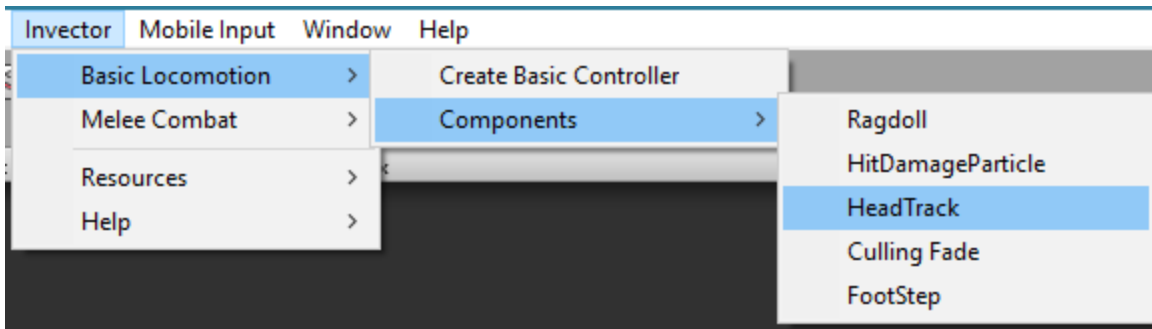 Invector Mobile Input Window Help
Basic Locomotion >
Melee Combat >
Resources >
Help >
Create Basic Controller
Components >
Ragdoll
HitDamageParticle
HeadTrack
Culling Fade
FootStep